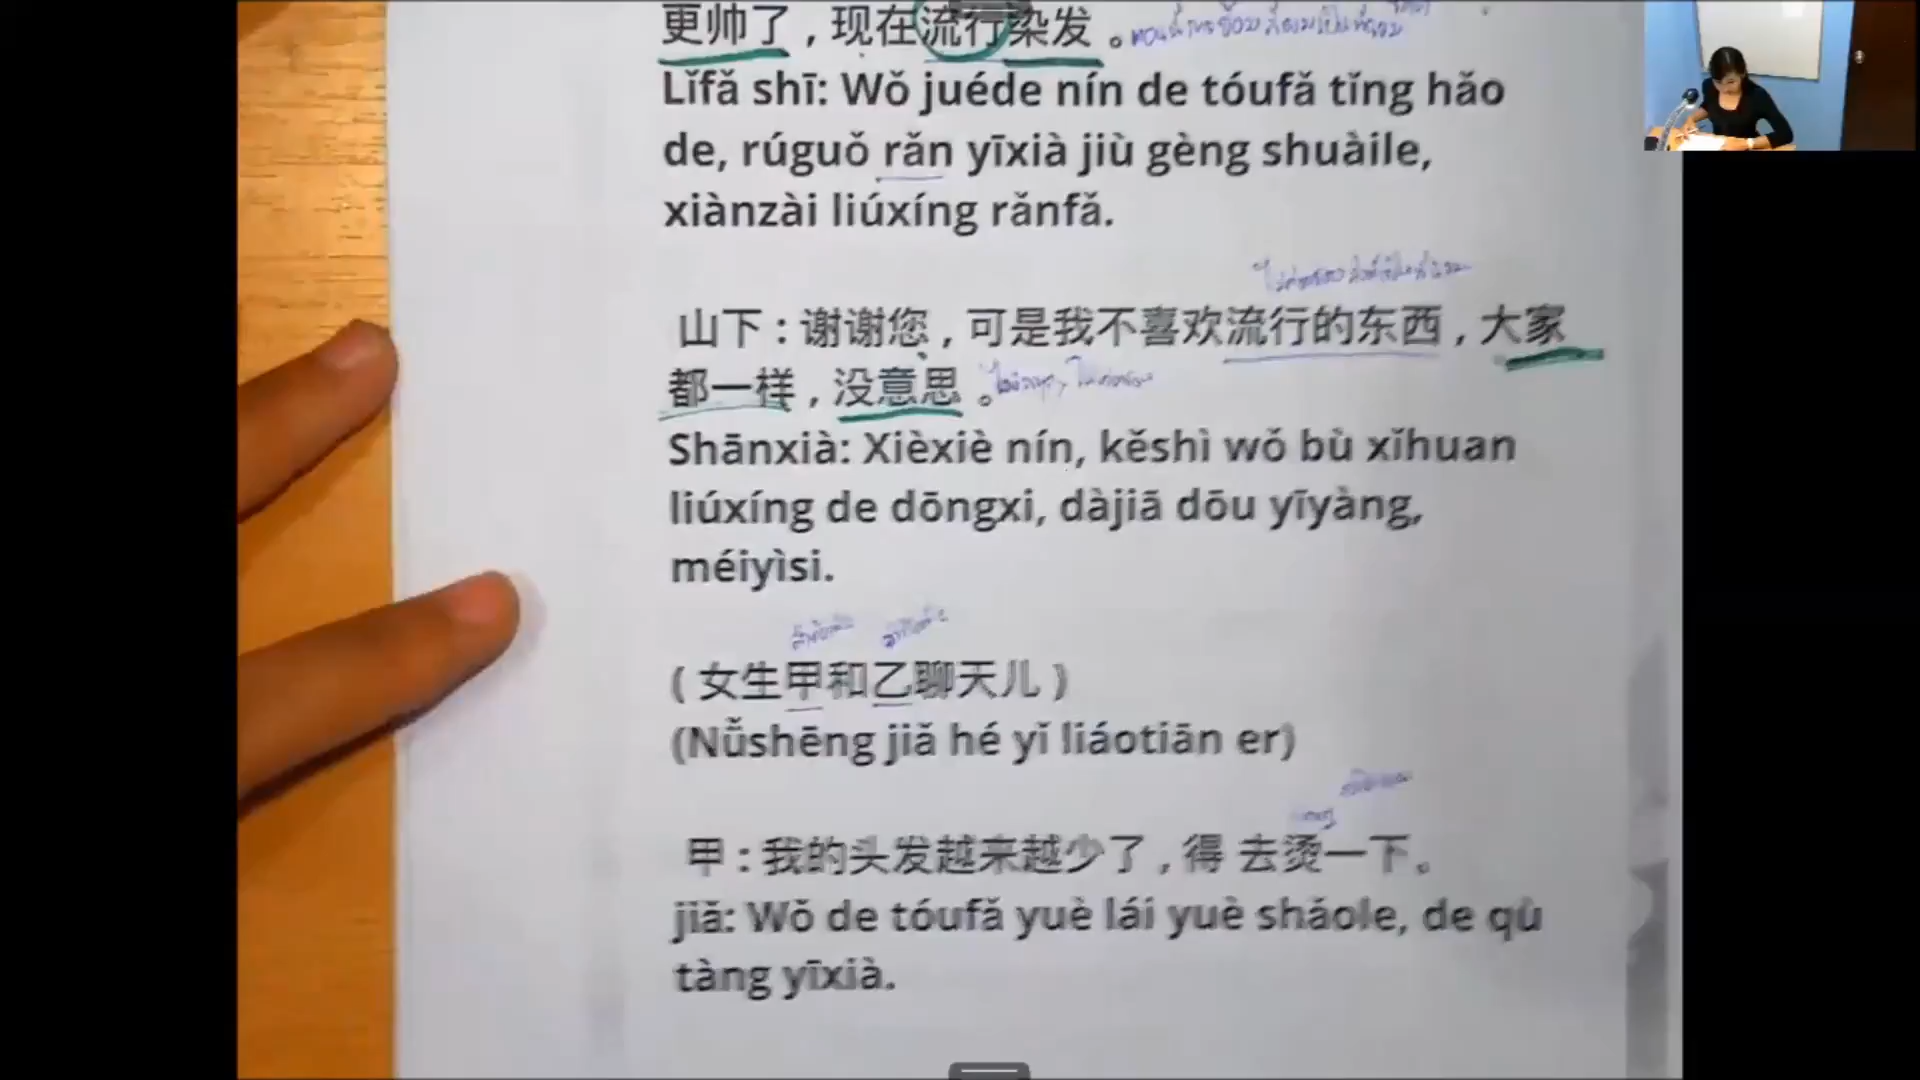 更帅了,现在流行染发。
Lǐfǎ shī: Wǒ juéde nín de tóufǎ tǐng hǎo
de, rúguǒ rǎn yīxià jiù gèng shuàile,
xiànzài liúxíng rǎnfǎ.
山下:谢谢您,可是我不喜欢流行的东西,大家
都一样,没意思。
Shānxià: Xièxiè nín, kěshì wǒ bù xǐhuan
liúxíng de dōngxi, dàjiā dōu yīyàng,
méiyìsi.
(女生甲和乙聊天儿)
(Nǚshēng jiǎ hé yǐ liáotiān er)
甲:我的头发越来越少了,得 去烫一下。
jiǎ: Wǒ de tóufǎ yuè lái yuè shǎole, de qù
tàng yīxià.